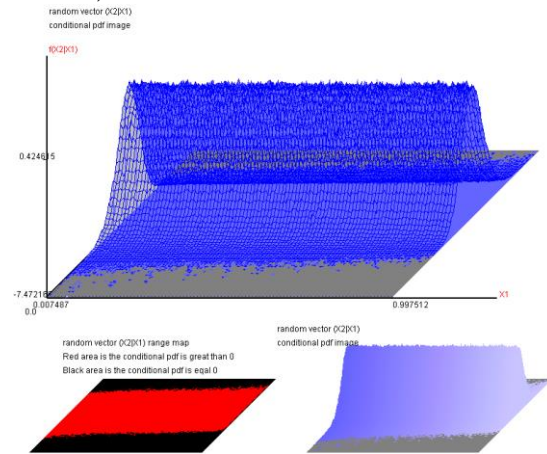 random vector (X2|X1)
conditional pdf image
f(X2|X1)
0.424615
-7.472162
0.007487
0.997512
X1
0.0
random vector (X2|X1) range map
Red area is the conditional pdf is great than 0
Black area is the conditional pdf is eqal 0
random vector (X2|X1)
conditional pdf image